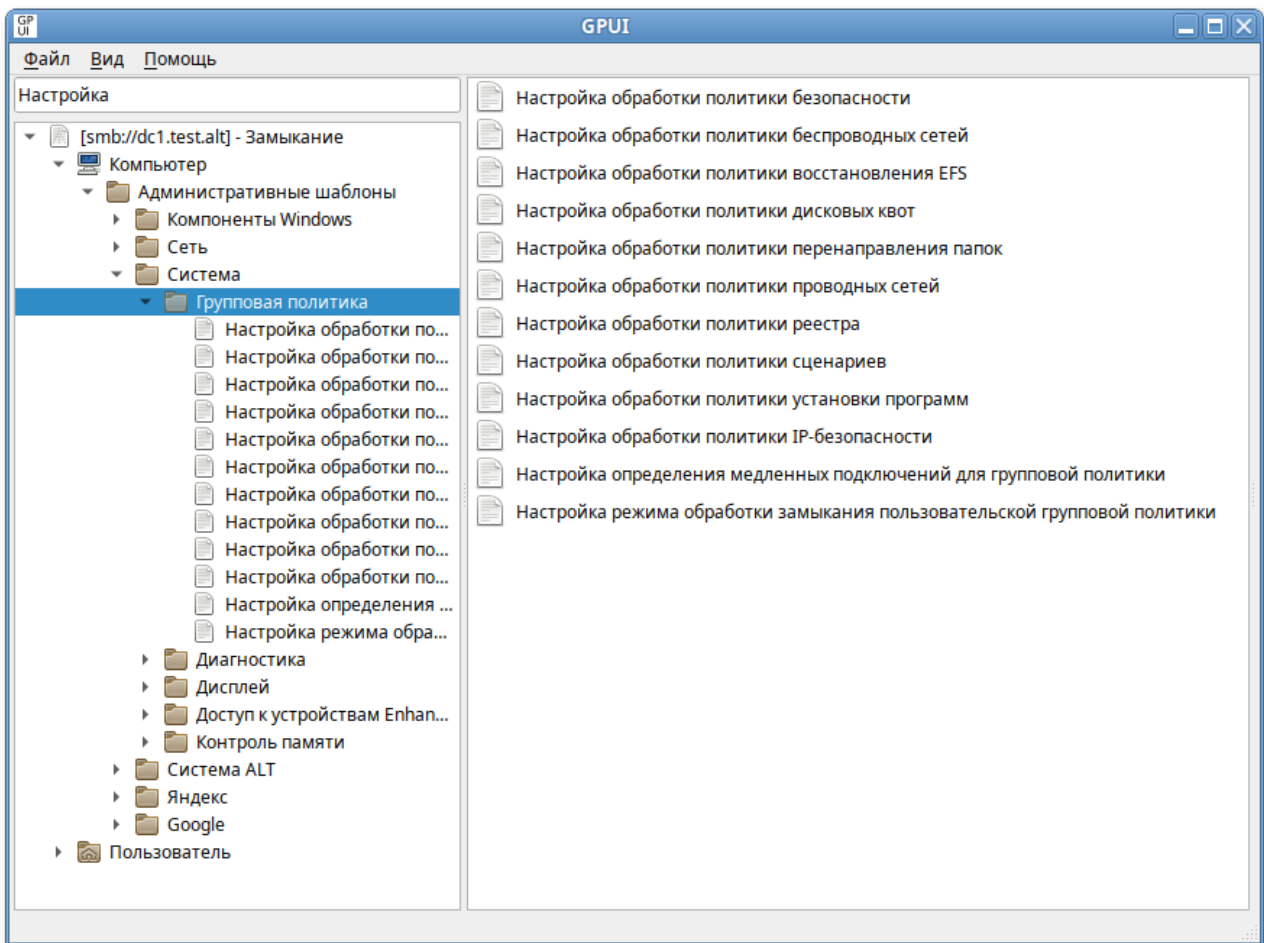 GP
UI
GPUI
Файл Вид Помощь
Настройка
[smb://dc1.test.alt] - Замыкание
Компьютер
Административные шаблоны
Компоненты Windows
Сеть
Система
Групповая политика
Настройка обработки по...
Настройка обработки по...
Настройка обработки по...
Настройка обработки по...
Настройка обработки по...
Настройка обработки по...
Настройка обработки по...
Настройка обработки по...
Настройка обработки по...
Настройка обработки по...
Настройка определения ...
Настройка режима обра...
Диагностика
Дисплей
Доступ к устройствам Enhan...
Контроль памяти
Система ALT
Яндекс
Google
Пользователь
Настройка обработки политики безопасности
Настройка обработки политики беспроводных сетей
Настройка обработки политики восстановления EFS
Настройка обработки политики дисковых квот
Настройка обработки политики перенаправления папок
Настройка обработки политики проводных сетей
Настройка обработки политики реестра
Настройка обработки политики сценариев
Настройка обработки политики установки программ
Настройка обработки политики IP-безопасности
Настройка определения медленных подключений для групповой политики
Настройка режима обработки замыкания пользовательской групповой политики